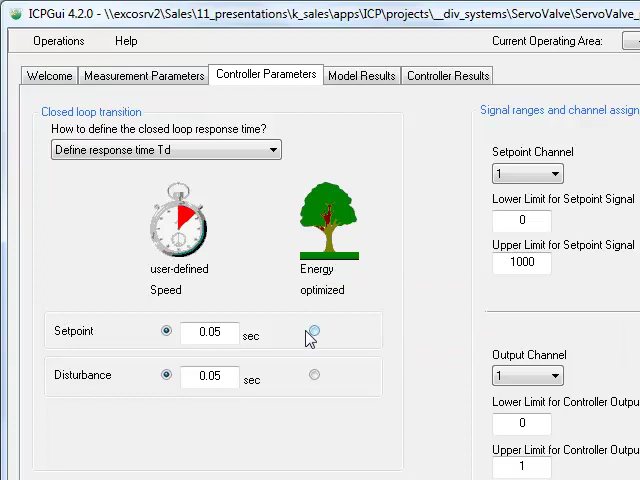 ICPGui 4.2.0 - \\excosrv2\Sales\11_presentations\k_sales\apps\ICP\projects\__div_systems\ServoValve\ServoValve_
Operations Help Current Operating Area:
Welcome Measurement Parameters Controller Parameters Model Results Controller Results
Closed loop transition
How to define the closed loop response time?
Define response time Td
user-defined
Speed
Energy
optimized
Setpoint 0.05 sec
Disturbance 0.05 sec
Signal ranges and channel assign
Setpoint Channel
1
Lower Limit for Setpoint Signal
0
Upper Limit for Setpoint Signal
1000
Output Channel
1
Lower Limit for Controller Outpu
0
Upper Limit for Controller Outp
1